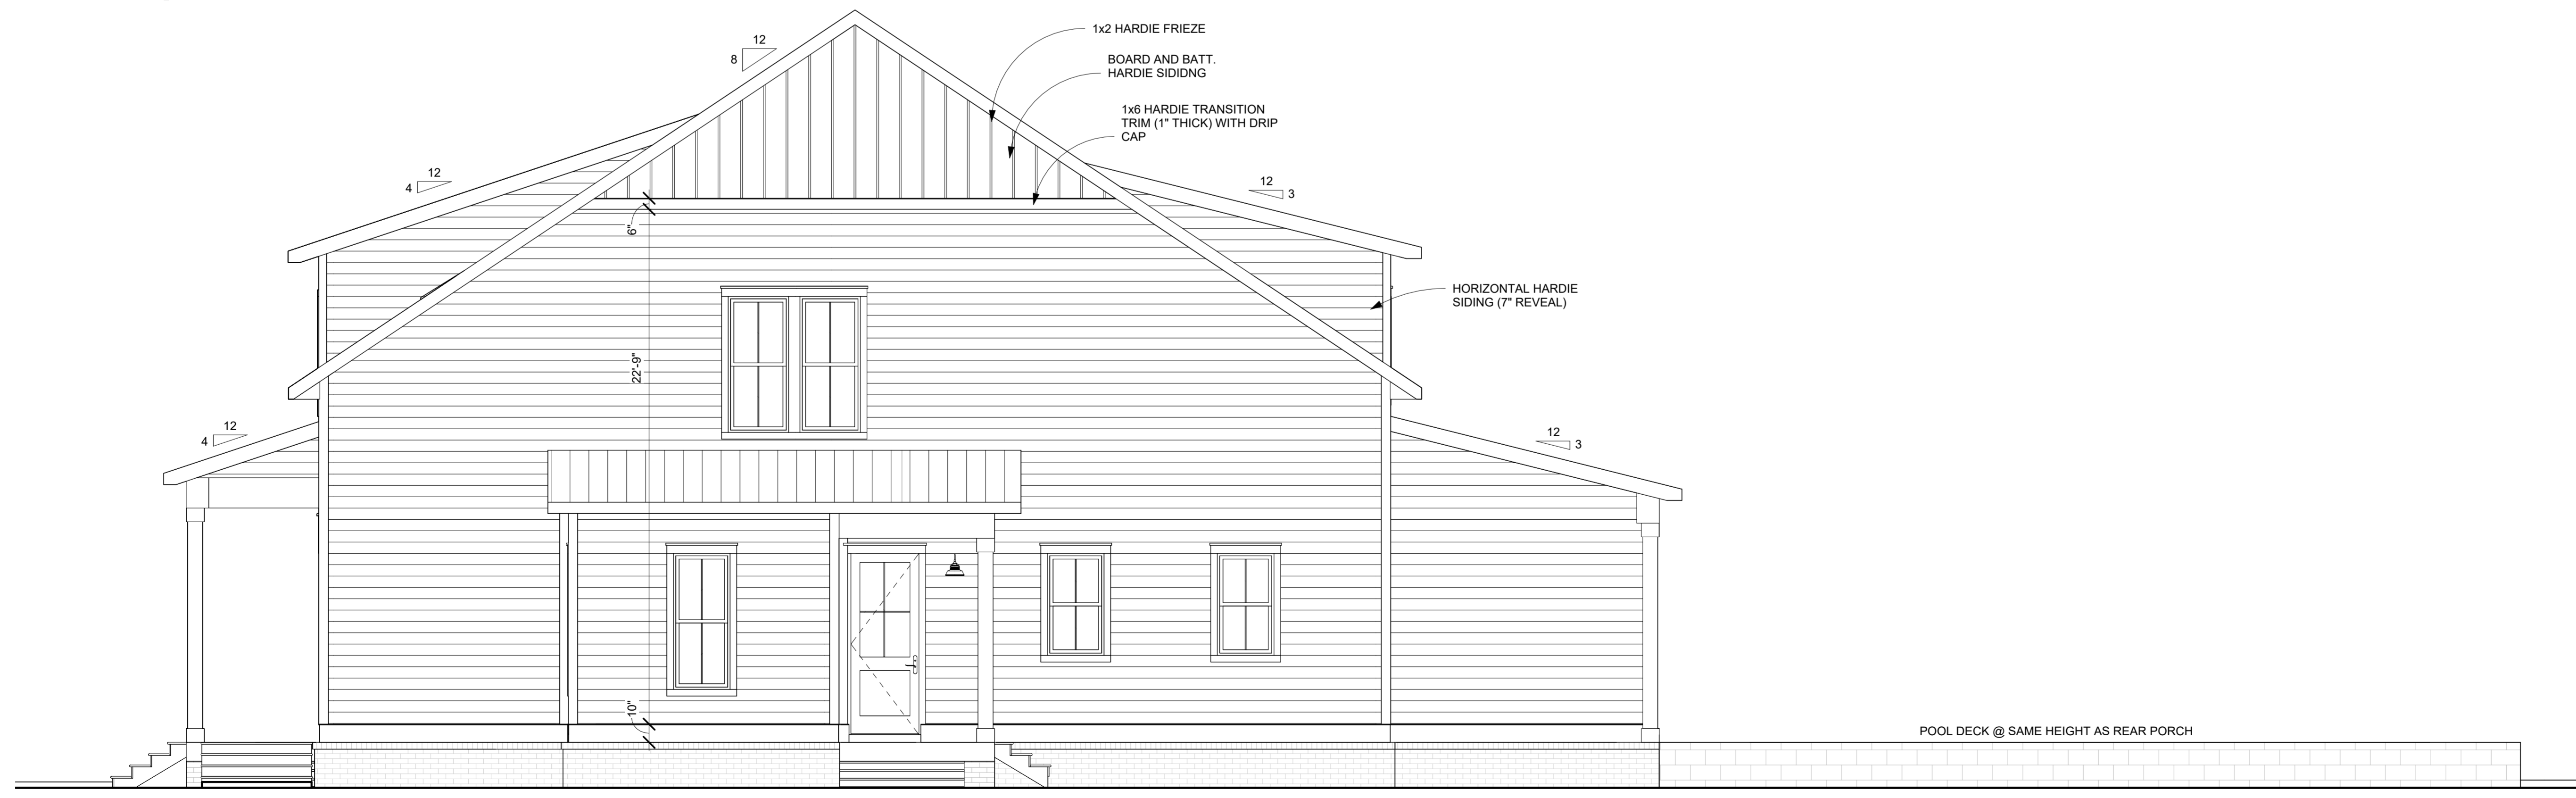 12
8
1x2 HARDIE FRIEZE
BOARD AND BATT.
HARDIE SIDIDNG
1x6 HARDIE TRANSITION
TRIM (1" THICK) WITH DRIP
CAP
12
4
12
3
6"
HORIZONTAL HARDIE
SIDING (7" REVEAL)
22'-9"
12
4
12
3
10"
POOL DECK @ SAME HEIGHT AS REAR PORCH